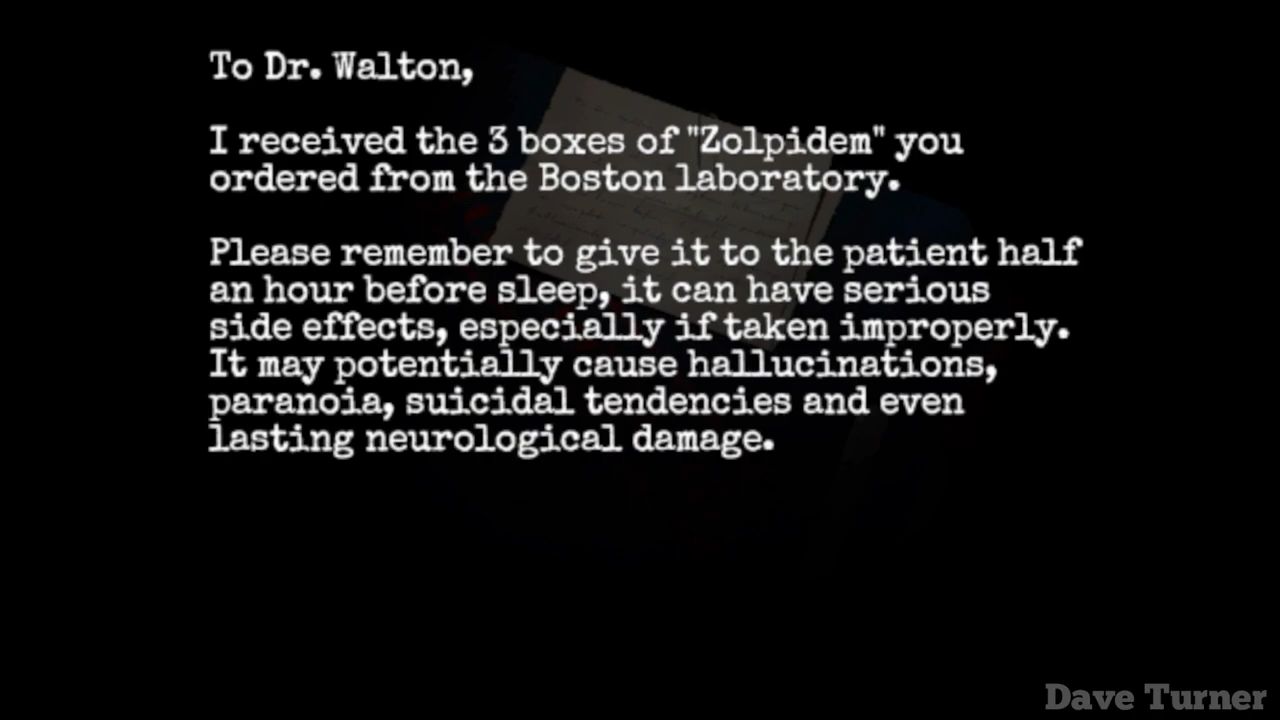 To Dr. Walton,
I received the 3 boxes of "Zolpidem" you
ordered from the Boston laboratory.
Please remember to give it to the patient half
an hour before sleep, it can have serious
side effects, especially if taken improperly.
It may potentially cause hallucinations,
paranoia, suicidal tendencies and even
lasting neurological damage.
Dave Turner